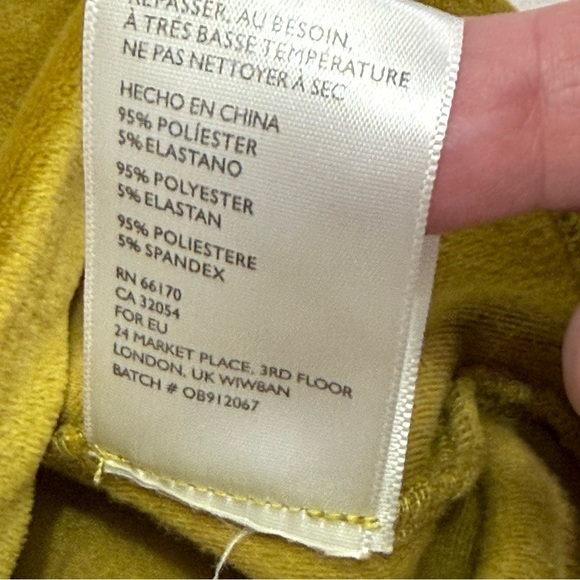 REPASSER, AU BESOIN,
À TRÈS BASSE TEMPÉRATURE
NE PAS NETTOYER À SEC
HECHO EN CHINA
95% POLÍESTER
5% ELASTANO
95% POLYESTER
5% ELASTAN
95% POLIESTERE
5% SPANDEX
RN 66170
CA 32054
FOR EU
24 MARKET PLACE, 3RD FLOOR
LONDON, UK WIW8AN
BATCH # OB912067